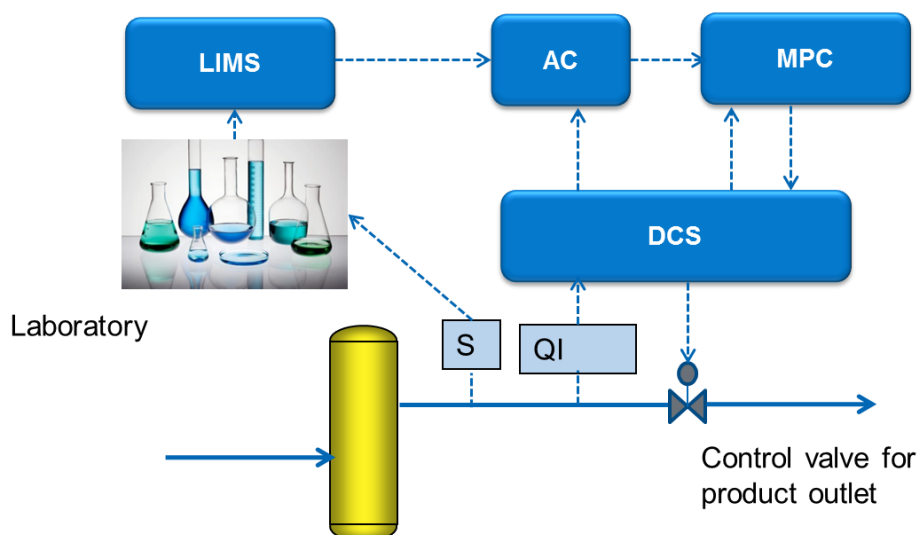 LIMS
AC
MPC
DCS
Laboratory
S
QI
Control valve for
product outlet